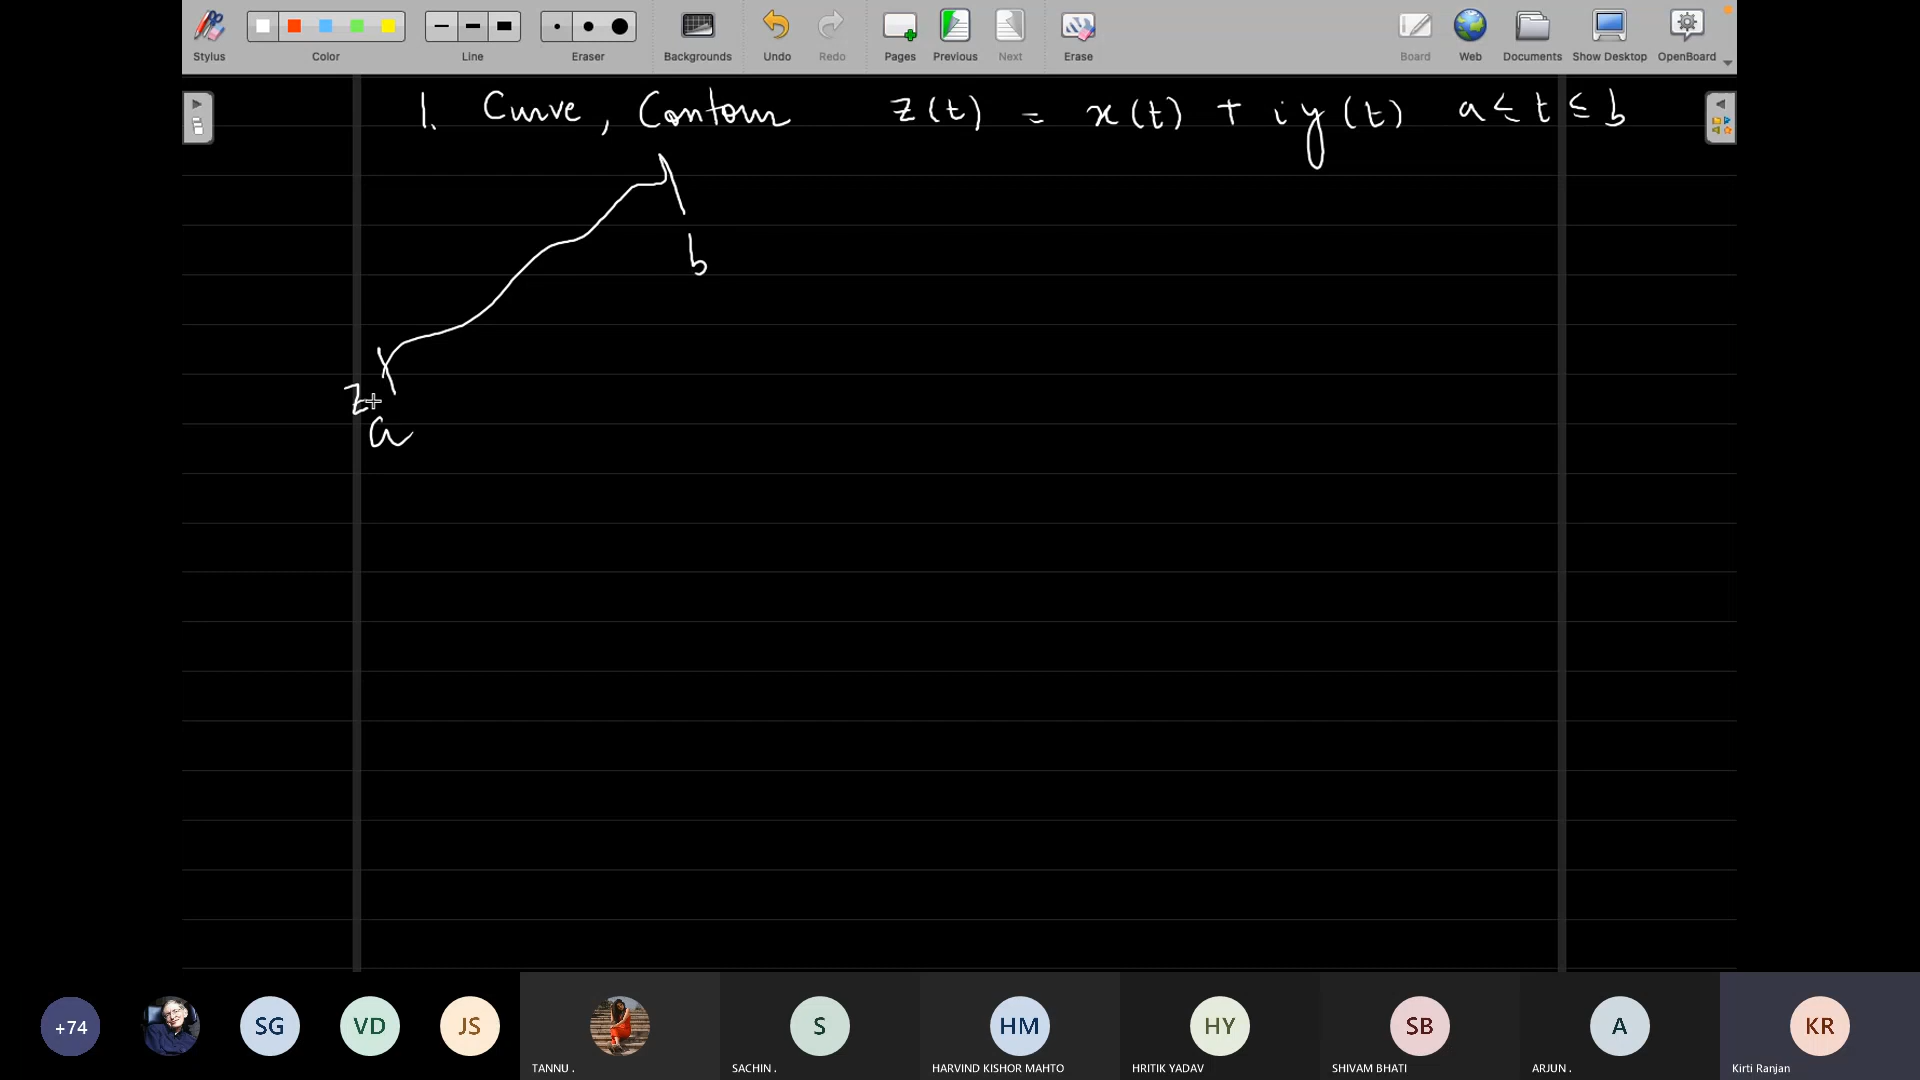 Stylus Color Line Eraser Backgrounds Undo Redo Pages Previous Next Erase Board Web Documents Show Desktop OpenBoard
1. Curve, Contour z(t) = x(t) + iy(t) a ≤ t ≤ b
b
z
a
+74 SG VD JS S HM HY SB A KR
TANNU . SACHIN . HARVIND KISHOR MAHTO HRITIK YADAV SHIVAM BHATI ARJUN . Kirti Ranjan